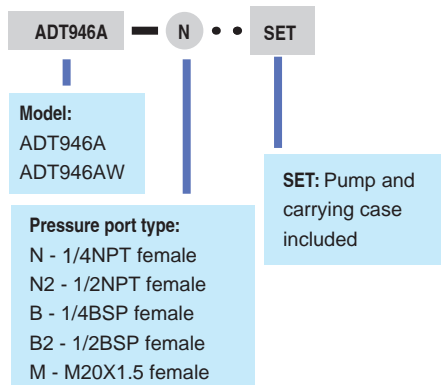 ADT946A — N • • SET
Model:
ADT946A
ADT946AW
Pressure port type:
N - 1/4NPT female
N2 - 1/2NPT female
B - 1/4BSP female
B2 - 1/2BSP female
M - M20X1.5 female
SET: Pump and
carrying case
included